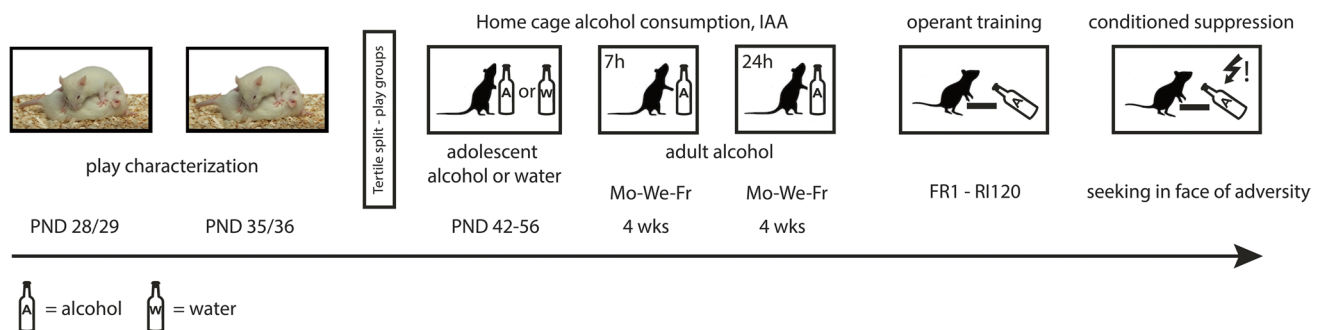 Home cage alcohol consumption, IAA
operant training
conditioned suppression
Tertile split - play groups
A or W
7h
A
24h
A
A
!
A
play characterization
adolescent
alcohol or water
adult alcohol
Mo-We-Fr
Mo-We-Fr
FR1 - RI120
seeking in face of adversity
PND 28/29
PND 35/36
PND 42-56
4 wks
4 wks
A = alcohol
W = water